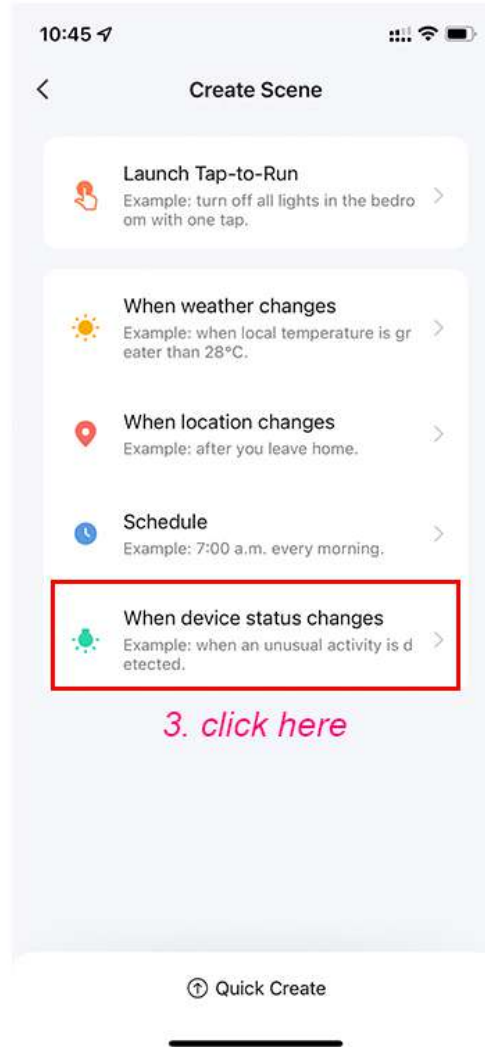 10:45
Create Scene
Launch Tap-to-Run
Example: turn off all lights in the bedro
om with one tap.
When weather changes
Example: when local temperature is gr
eater than 28°C.
When location changes
Example: after you leave home.
Schedule
Example: 7:00 a.m. every morning.
When device status changes
Example: when an unusual activity is d
etected.
3. click here
Quick Create